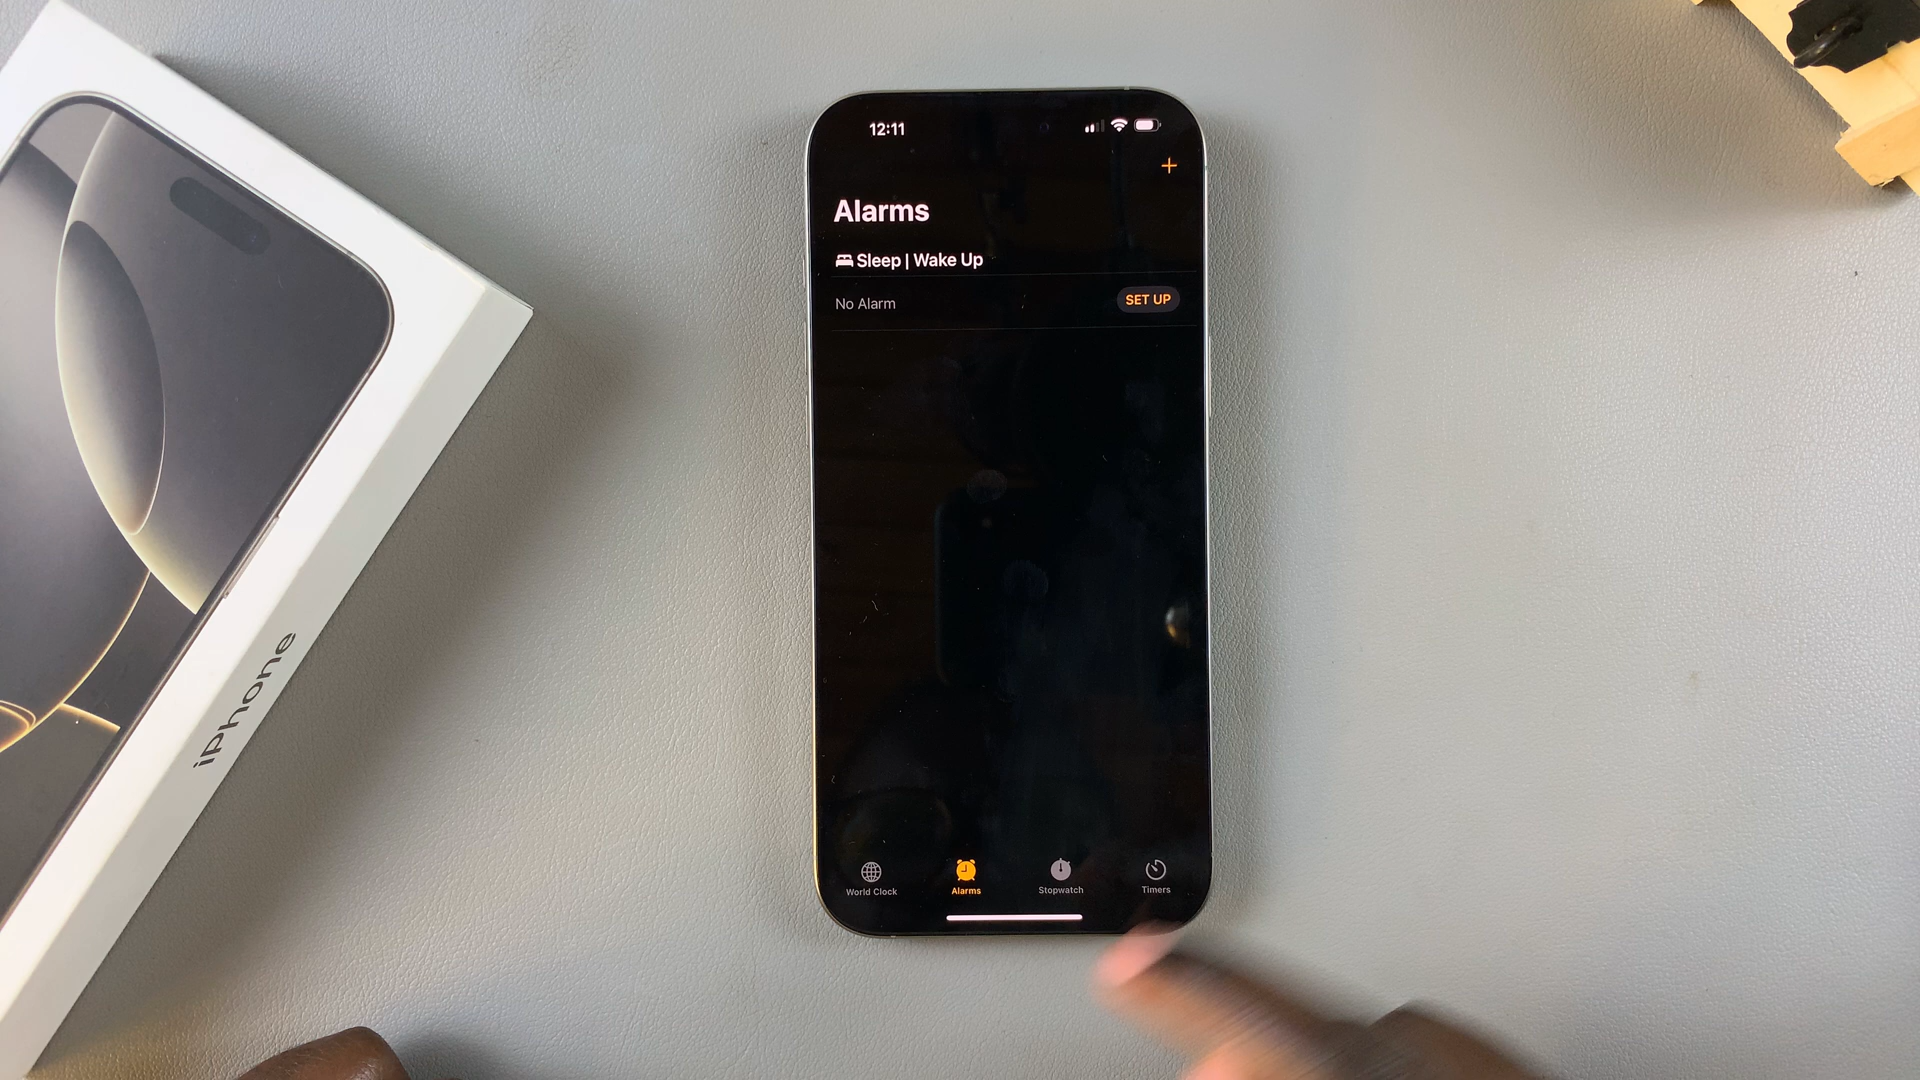 12:11
Alarms
Sleep | Wake Up
No Alarm
SET UP
World Clock
Alarms
Stopwatch
Timers
iPhone